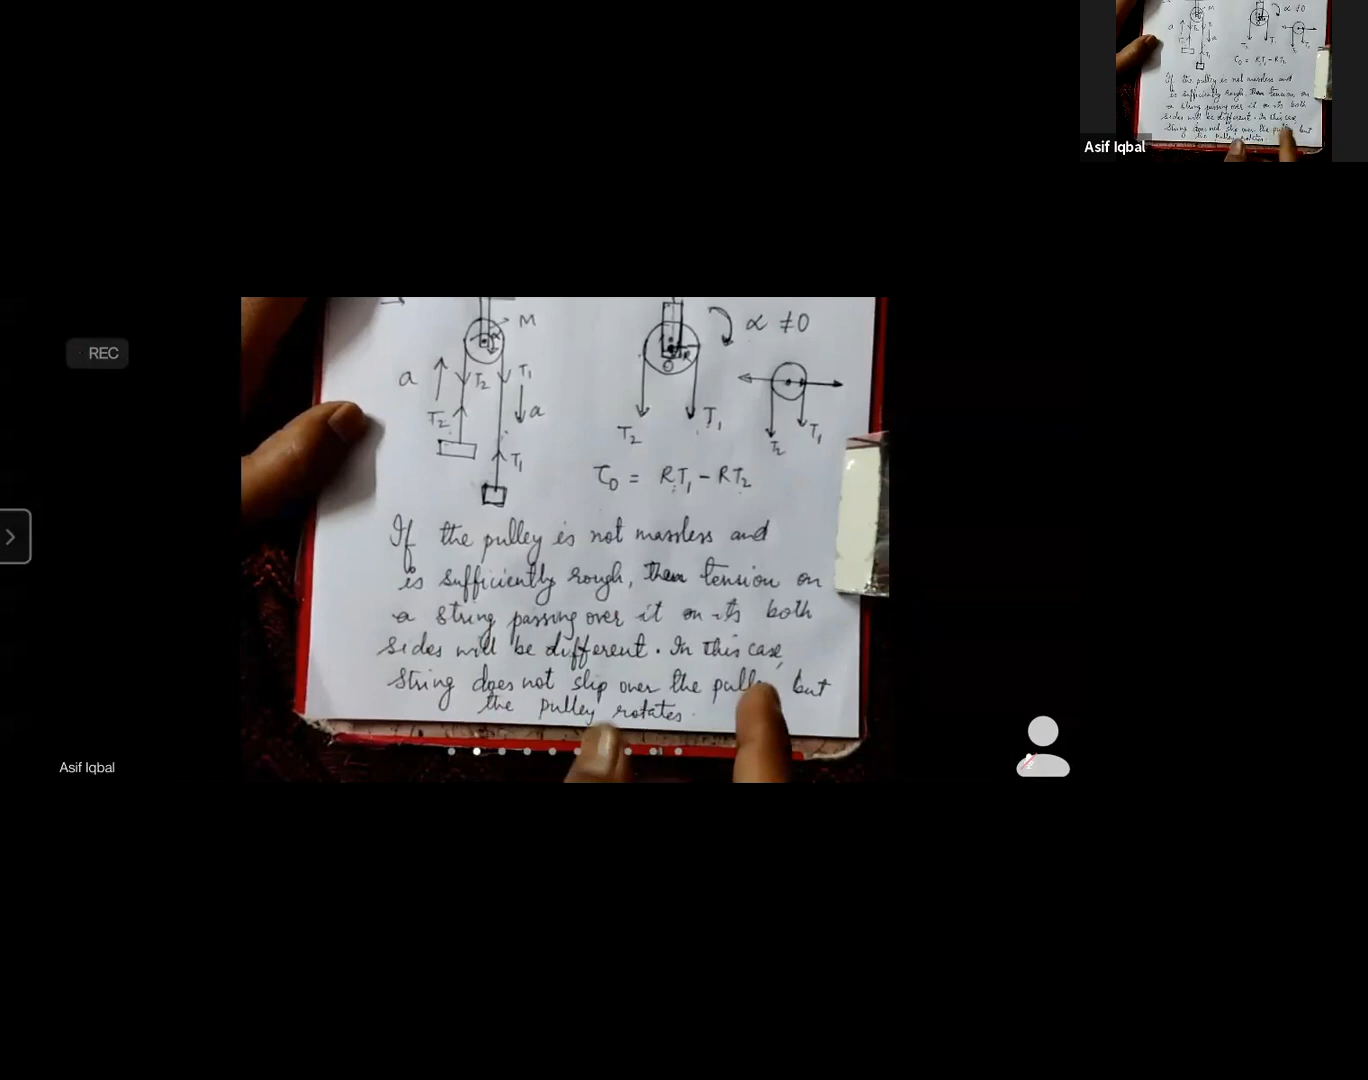 Asif Iqbal
REC
M
α ≠0
a
T2
T1
a
T2
T1
T2
T1
T2
T1
O
τ0 = RT1 - RT2
If the pulley is not massless and
is sufficiently rough, then tension on
a string passing over it on its both
sides will be different. In this case,
string does not slip over the pulley but
the pulley rotates.
Asif Iqbal